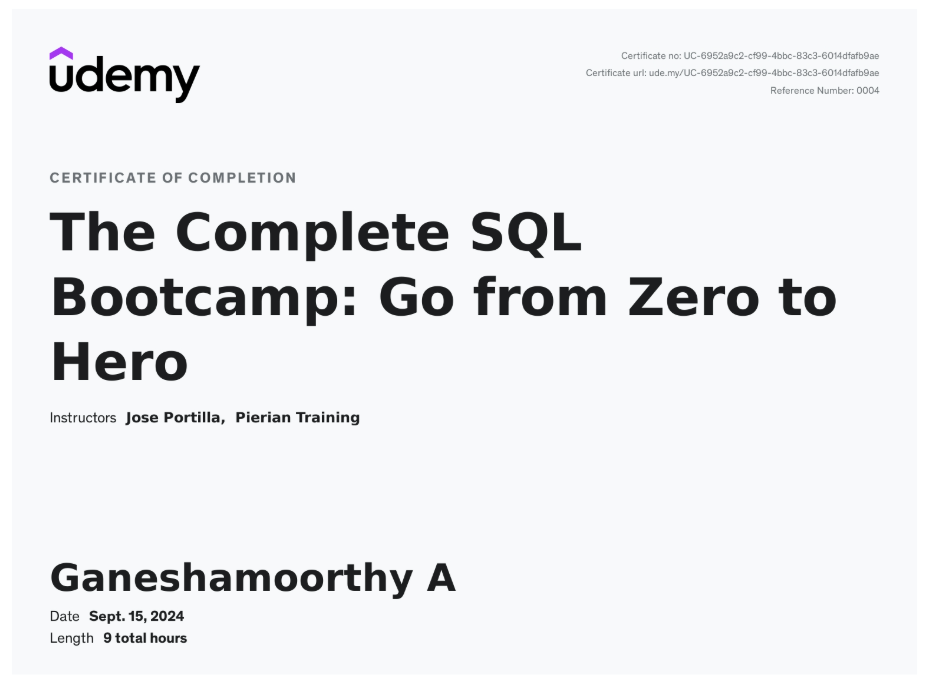 udemy
Certificate no: UC-6952a9c2-cf99-4bbc-83c3-6014dfafb9ae
Certificate url: ude.my/UC-6952a9c2-cf99-4bbc-83c3-6014dfafb9ae
Reference Number: 0004
CERTIFICATE OF COMPLETION
The Complete SQL
Bootcamp: Go from Zero to
Hero
Instructors Jose Portilla, Pierian Training
Ganeshamoorthy A
Date Sept. 15, 2024
Length 9 total hours